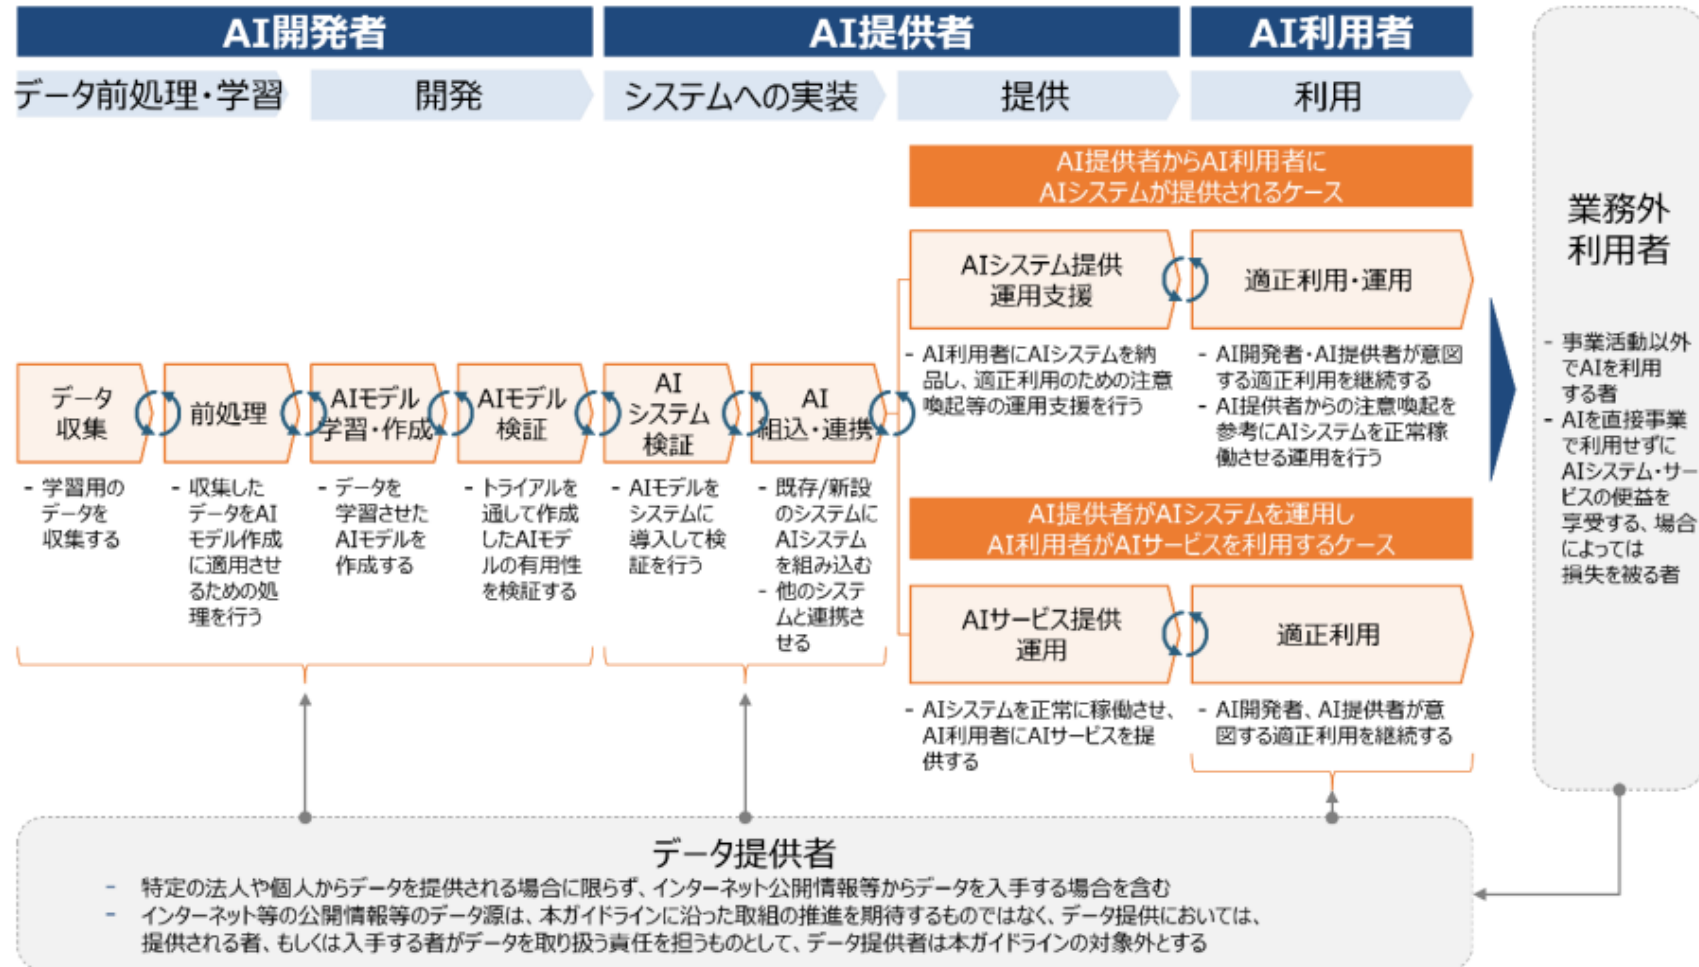 AI開発者
AI提供者
AI利用者
データ前処理・学習
開発
システムへの実装
提供
利用
AI提供者からAI利用者に
AIシステムが提供されるケース
AIシステム提供
運用支援
適正利用・運用
- AI利用者にAIシステムを納
品し、適正利用のための注意
喚起等の運用支援を行う
- AI開発者・AI提供者が意図
する適正利用を継続する
- AI提供者からの注意喚起を
参考にAIシステムを正常稼
働させる運用を行う
データ
収集
前処理
AIモデル
学習・作成
AIモデル
検証
AI
システム
検証
AI
組込・連携
- 学習用の
データを
収集する
- 収集した
データをAI
モデル作成
に適用させ
るための処
理を行う
- データを
学習させた
AIモデルを
作成する
- トライアルを
通して作成
したAIモデ
ルの有用性
を検証する
- AIモデルを
システムに
導入して検
証を行う
- 既存/新設
のシステムに
AIシステム
を組み込む
- 他のシステ
ムと連携さ
せる
AI提供者がAIシステムを運用し
AI利用者がAIサービスを利用するケース
AIサービス提供
運用
適正利用
- AIシステムを正常に稼働させ、
AI利用者にAIサービスを提
供する
- AI開発者、AI提供者が意
図する適正利用を継続する
業務外
利用者
- 事業活動以外
でAIを利用
する者
- AIを直接事業
で利用せずに
AIシステム・サー
ビスの便益を
享受する、場合
によっては
損失を被る者
データ提供者
- 特定の法人や個人からデータを提供される場合に限らず、インターネット公開情報等からデータを入手する場合を含む
- インターネット等の公開情報等のデータ源は、本ガイドラインに沿った取組の推進を期待するものではなく、データ提供においては、
提供される者、もしくは入手する者がデータを取り扱う責任を担うものとして、データ提供者は本ガイドラインの対象外とする